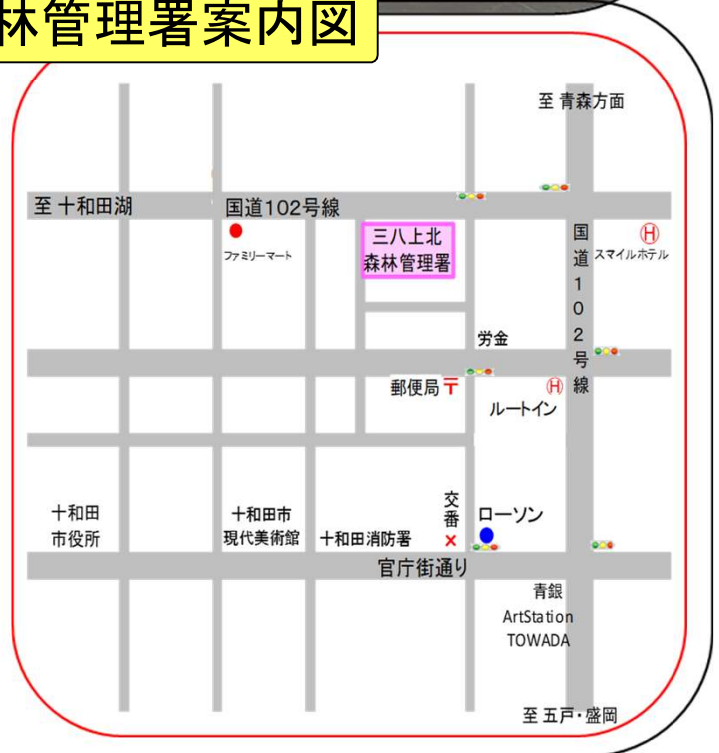 林管理署案内図
至 青森方面
至 十和田湖
国道102号線
ファミリーマート
三八上北
森林管理署
国道102号線
Ⓗ
スマイルホテル
労金
郵便局〒
Ⓗ
ルートイン
十和田
市役所
十和田市
現代美術館
十和田消防署
交番
×
ローソン
官庁街通り
青銀
ArtStation
TOWADA
至 五戸・盛岡